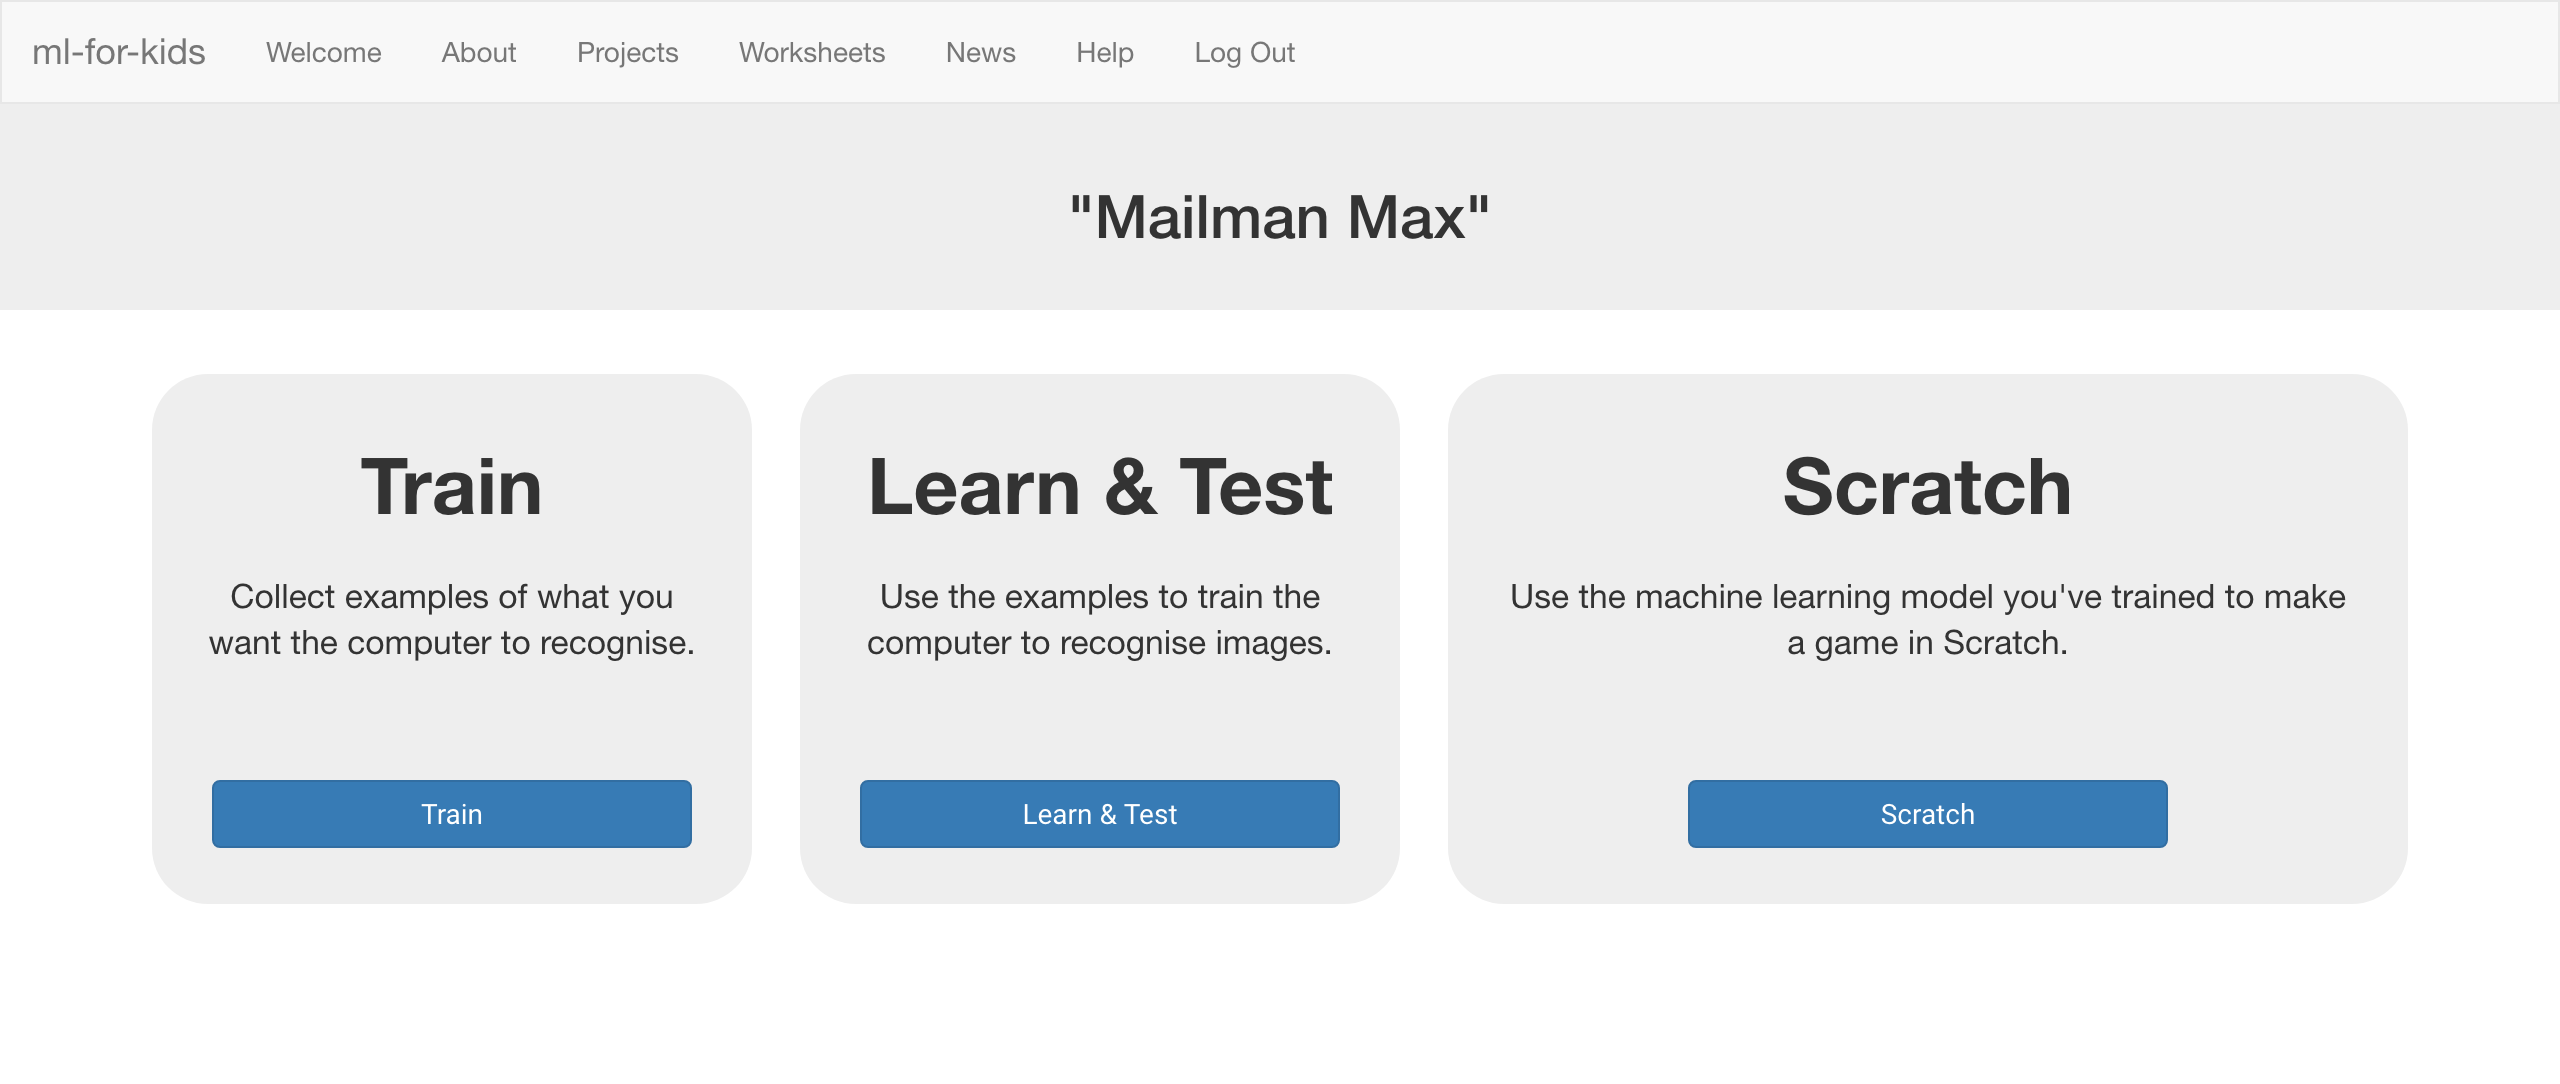 ml-for-kids Welcome About Projects Worksheets News Help Log Out
"Mailman Max"
Train
Collect examples of what you
want the computer to recognise.
Train
Learn & Test
Use the examples to train the
computer to recognise images.
Learn & Test
Scratch
Use the machine learning model you've trained to make
a game in Scratch.
Scratch